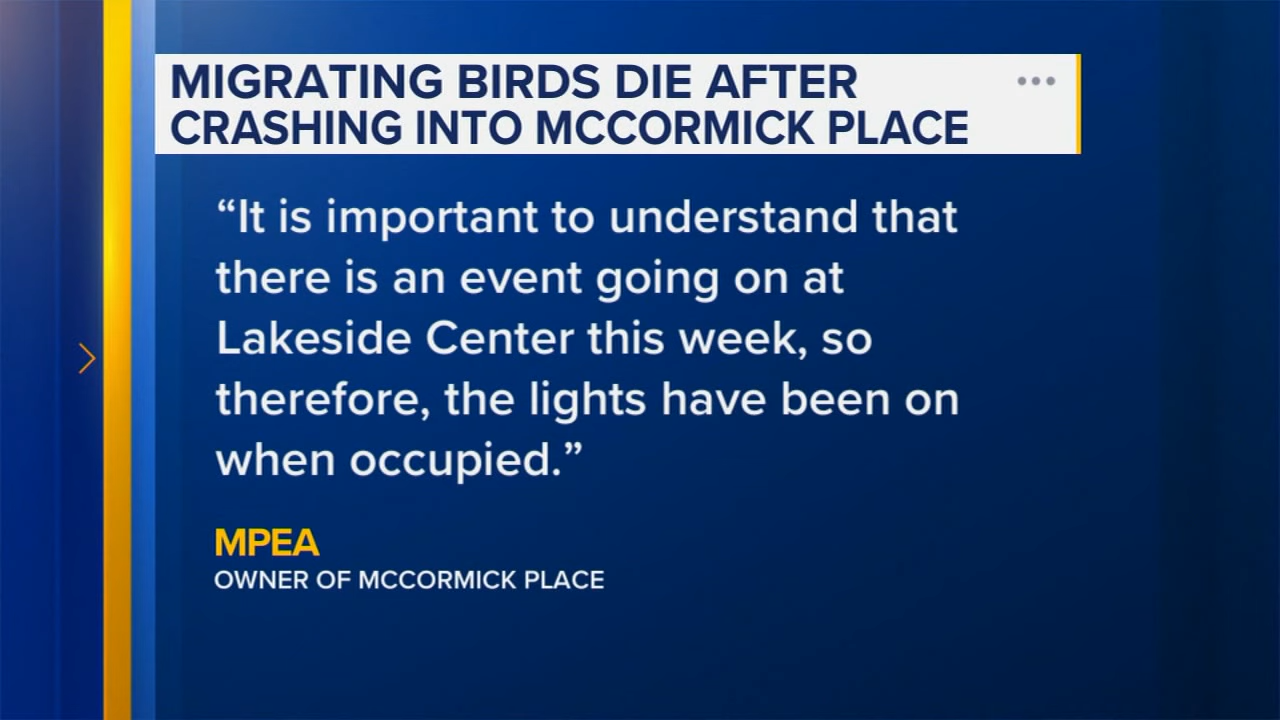 MIGRATING BIRDS DIE AFTER
CRASHING INTO MCCORMICK PLACE
“It is important to understand that
there is an event going on at
Lakeside Center this week, so
therefore, the lights have been on
when occupied.”
MPEA
OWNER OF MCCORMICK PLACE